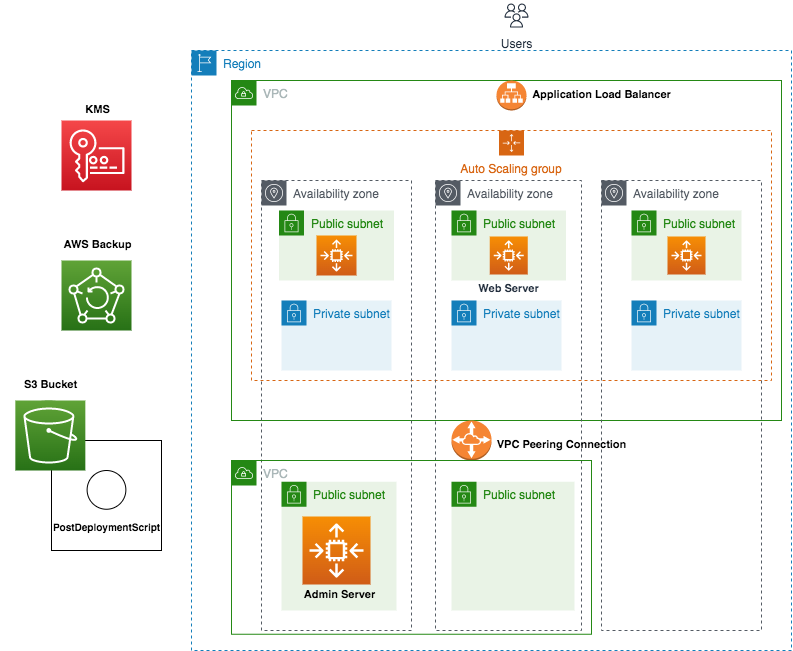 Users
Region
VPC
Application Load Balancer
KMS
Auto Scaling group
Availability zone
Availability zone
Availability zone
Public subnet
Public subnet
Public subnet
AWS Backup
Web Server
Private subnet
Private subnet
Private subnet
S3 Bucket
VPC Peering Connection
VPC
Public subnet
Public subnet
PostDeploymentScript
Admin Server